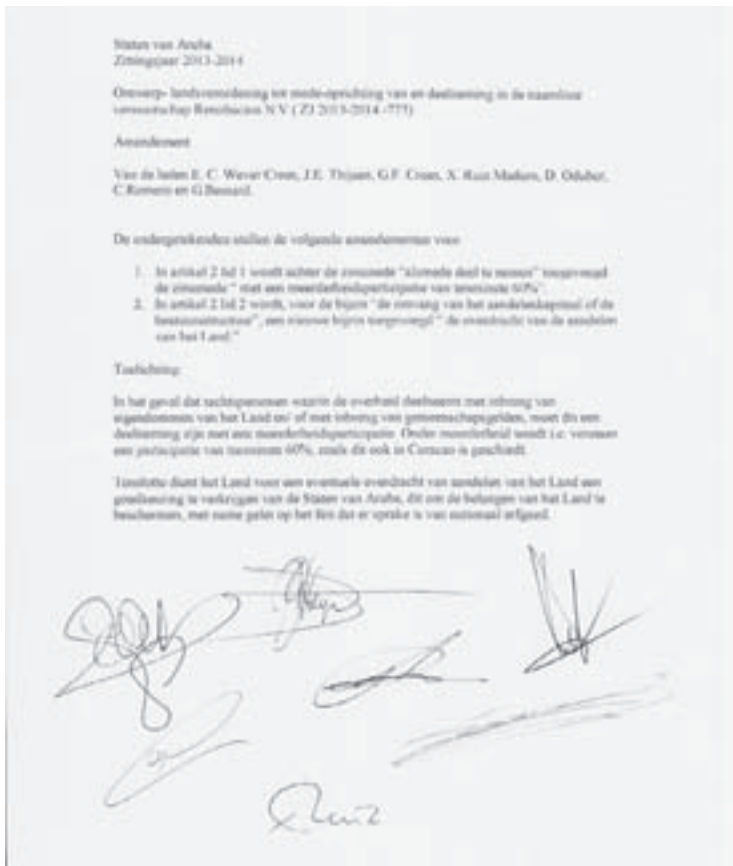 Staten van Aruba
Zittingsjaar 2013-2014
Ontwerp- landsverordening tot mede-oprichting van en deelneming in de naamloze
vennootschap N.V ( ZJ 2013-2014 -777)
Amendement
Van de leden E. C. Wever Croes, J.E. Thijsen, G.F. Croes, X. Ruiz Maduro, D. Oduber,
C.Romero en G.
De ondergetekenden stellen de volgende amendementen voor
1. In artikel 2 lid 1 wordt achter de zinsnede "alsmede deel te nemen" toegevoegd
de zinsnede " met een meerderheidsparticipatie van tenminste 60%".
2. In artikel 2 lid 2 wordt, voor de bijzin "de omvang van het aandelenkapitaal of de
bestuursstructuur", een nieuwe bijzin toegevoegd " de overdracht van de aandelen
van het Land."
Toelichting
In het geval dat rechtspersonen waarin de overheid deelneemt met inbreng van
eigendommen van het Land en/ of met inbreng van gemeenschapsgelden, moet dit een
deelneming zijn met een meerderheidsparticipatie. Onder meerderheid wordt i.c. verstaan
een participatie van tenminste 60%, zoals dit ook in Curacao is geschied.
Tenslotte dient het Land voor een eventuele overdracht van aandelen van het Land een
goedkeuring te verkrijgen van de Staten van Aruba, dit om de belangen van het Land te
beschermen, met name gelet op het feit dat er sprake is van nationaal erfgoed.
Ruiz